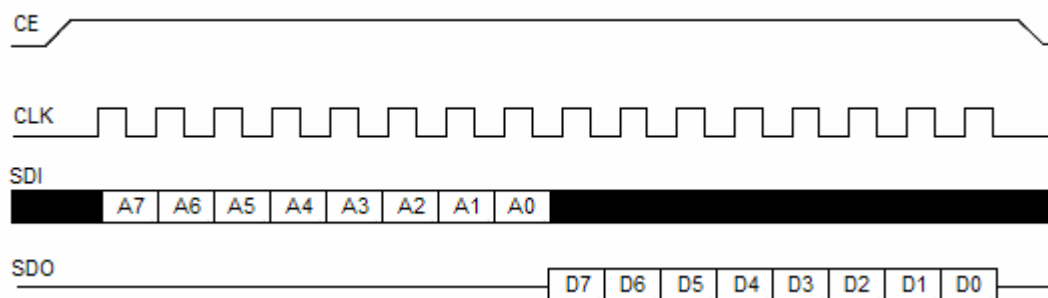 CE
CLK
SDI
A7 A6 A5 A4 A3 A2 A1 A0
SDO
D7 D6 D5 D4 D3 D2 D1 D0